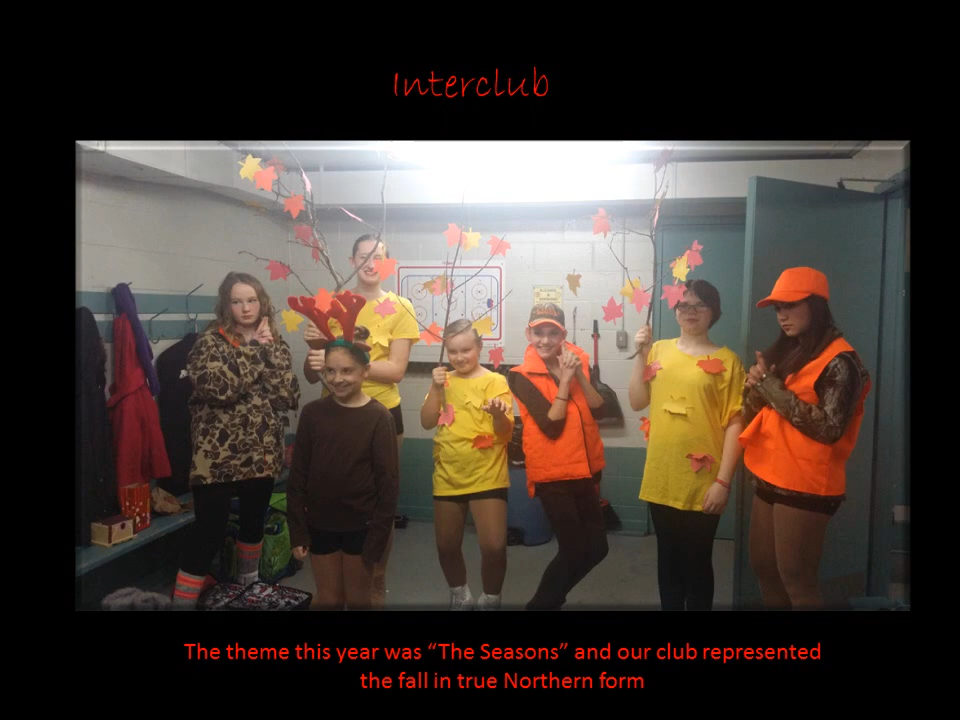 Interclub
The theme this year was “The Seasons” and our club represented
the fall in true Northern form